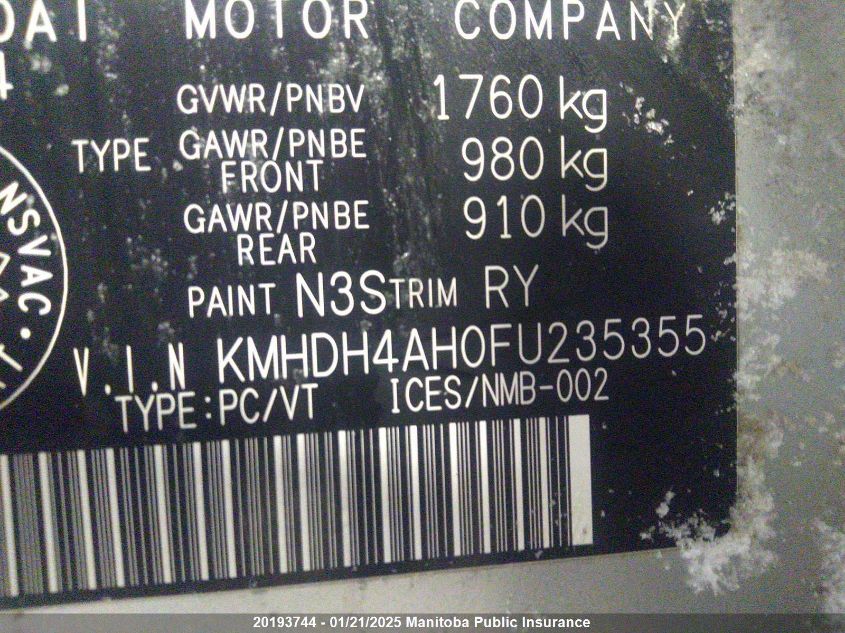 MOTOR COMPANY
GVWR/PNBV 1760 kg
TYPE GAWR/PNBE 980 kg
FRONT
GAWR/PNBE 910 kg
REAR
PAINT N3S TRIM RY
V.I.N KMHDH4AH0FU235355
TYPE:PC/VT ICES/NMB-002
NSVAC
20193744 - 01/21/2025 Manitoba Public Insurance